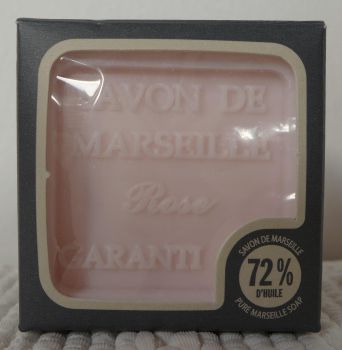 SAVON DE
MARSEILLE
Rose
GARANTI
SAVON DE MARSEILLE
72%
D'HUILE
PURE MARSEILLE SOAP